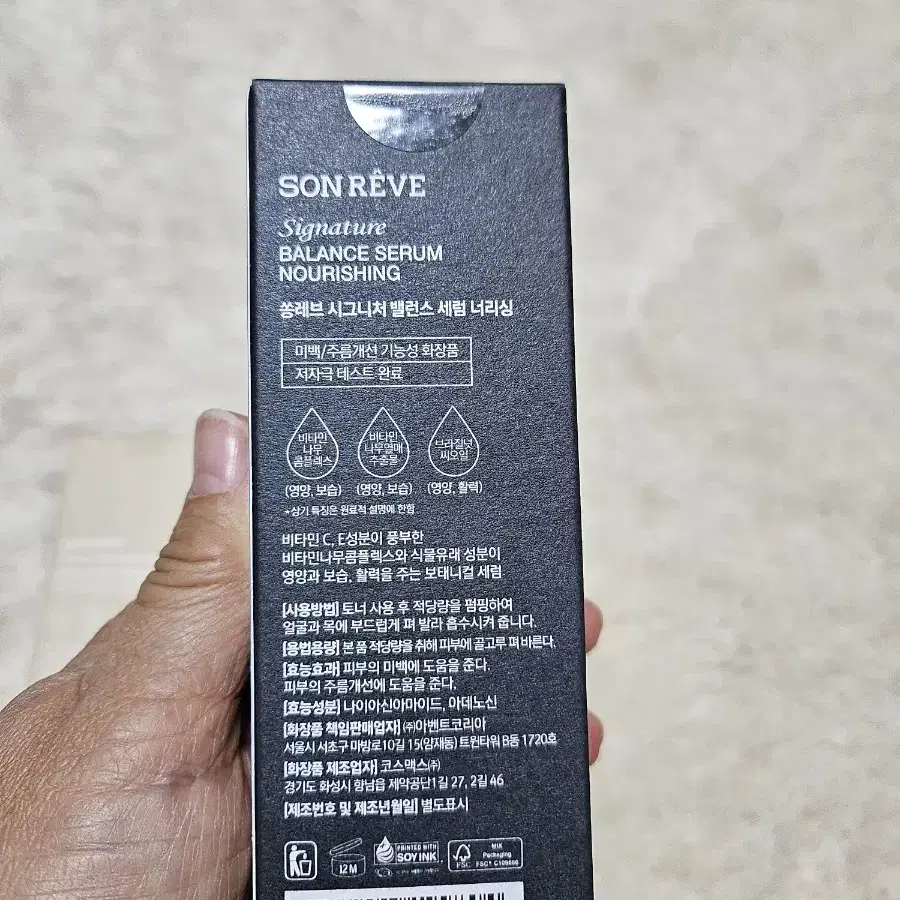 SONRÊVE
Signature
BALANCE SERUM
NOURISHING
쏭레브 시그니처 밸런스 세럼 너리싱
미백/주름개선 기능성 화장품
저자극 테스트 완료
비타민
나무
콤플렉스
(영양, 보습)
비타민
나무열매
추출물
(영양, 보습)
브라질넛
씨오일
(영양, 활력)
*상기 특징은 원료적 설명에 한함
비타민 C, E성분이 풍부한
비타민나무콤플렉스와 식물유래 성분이
영양과 보습, 활력을 주는 보태니컬 세럼
[사용방법] 토너 사용 후 적당량을 펌핑하여
얼굴과 목에 부드럽게 펴 발라 흡수시켜 줍니다.
[용법용량] 본 품 적당량을 취해 피부에 골고루 펴 바른다.
[효능효과] 피부의 미백에 도움을 준다.
피부의 주름개선에 도움을 준다.
[효능성분] 나이아신아마이드, 아데노신
[화장품 책임판매업자] ㈜아벤트코리아
서울시 서초구 마방로10길 15(양재동) 트윈타워 B동 1720호
[화장품 제조업자] 코스맥스㈜
경기도 화성시 향남읍 제약공단1길 27, 2길 46
[제조번호 및 제조년월일] 별도표시
12M
PRINTED WITH
SOY INK
FSC
MIX
Packaging